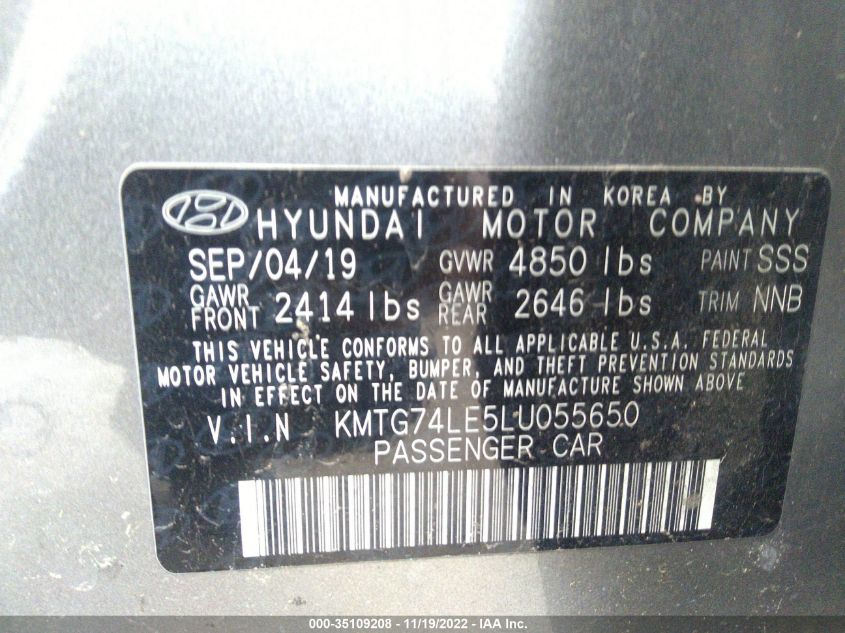 MANUFACTURED IN KOREA BY
HYUNDAI MOTOR COMPANY
SEP/04/19 GVWR 4850 lbs PAINT SSS
GAWR FRONT 2414 lbs GAWR REAR 2646 lbs TRIM NNB
THIS VEHICLE CONFORMS TO ALL APPLICABLE U.S.A. FEDERAL
MOTOR VEHICLE SAFETY, BUMPER, AND THEFT PREVENTION STANDARDS
IN EFFECT ON THE DATE OF MANUFACTURE SHOWN ABOVE
V.I.N KMTG74LE5LU055650
PASSENGER CAR
000-35109208 - 11/19/2022 - IAA Inc.